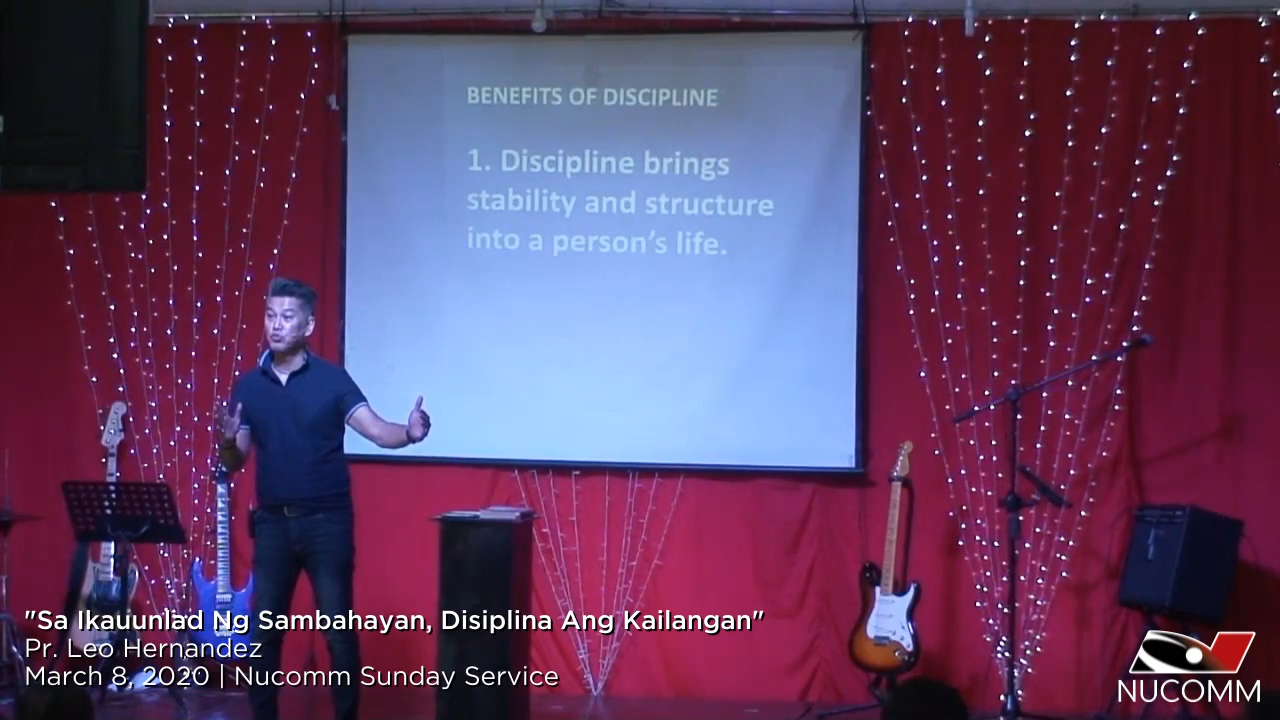 BENEFITS OF DISCIPLINE
1. Discipline brings
stability and structure
into a person's life.
"Sa Ikauunlad Ng Sambahayan, Disiplina Ang Kailangan"
Pr. Leo Hernandez
March 8, 2020 | Nucomm Sunday Service
NUCOMM